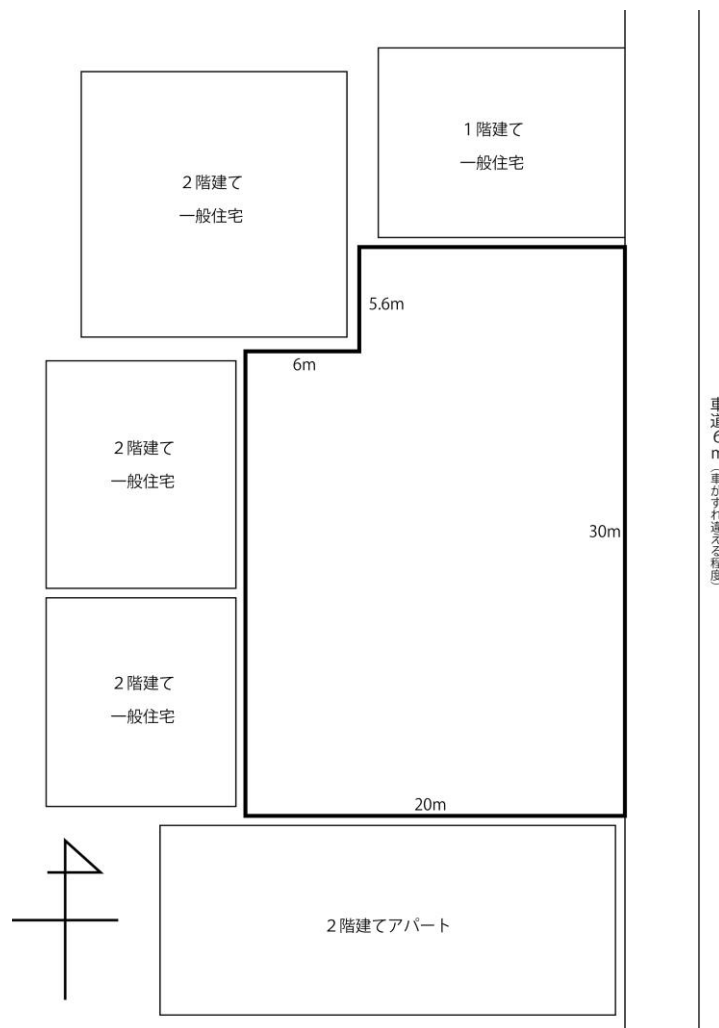 1階建て
一般住宅
2階建て
一般住宅
5.6m
6m
車道6m(車がすれ違える程度)
2階建て
一般住宅
30m
2階建て
一般住宅
20m
2階建てアパート